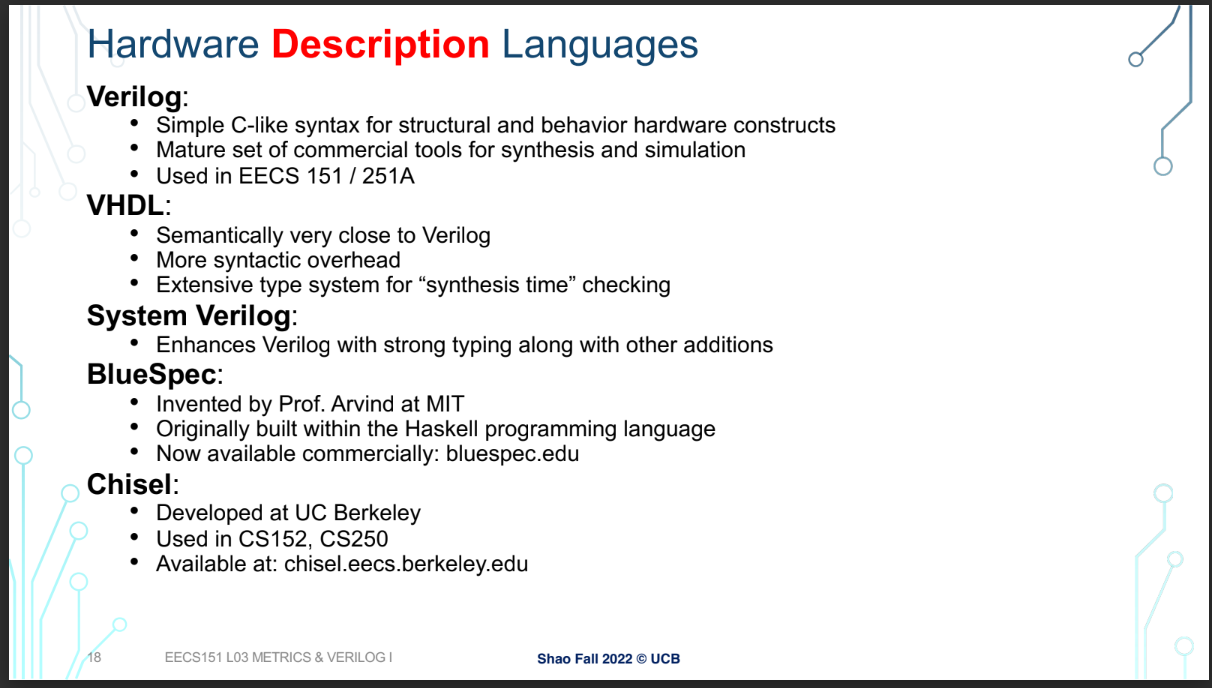 Hardware Description Languages
Verilog:
• Simple C-like syntax for structural and behavior hardware constructs
• Mature set of commercial tools for synthesis and simulation
• Used in EECS 151 / 251A
VHDL:
• Semantically very close to Verilog
• More syntactic overhead
• Extensive type system for “synthesis time” checking
System Verilog:
• Enhances Verilog with strong typing along with other additions
BlueSpec:
• Invented by Prof. Arvind at MIT
• Originally built within the Haskell programming language
• Now available commercially: bluespec.edu
Chisel:
• Developed at UC Berkeley
• Used in CS152, CS250
• Available at: chisel.eecs.berkeley.edu
18 EECS151 L03 METRICS & VERILOG I Shao Fall 2022 © UCB